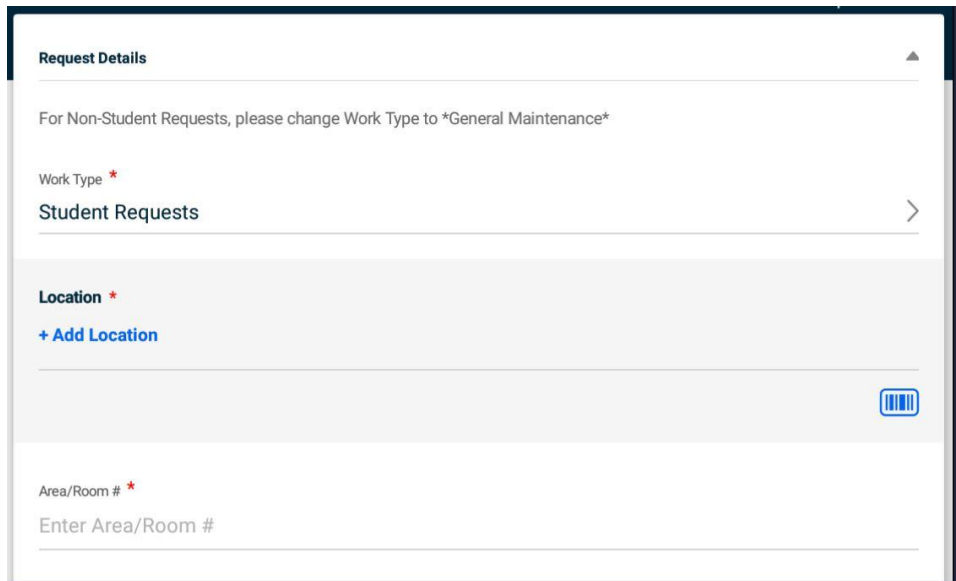 Request Details
For Non-Student Requests, please change Work Type to *General Maintenance*
Work Type *
Student Requests
Location *
+ Add Location
Area/Room # *
Enter Area/Room #